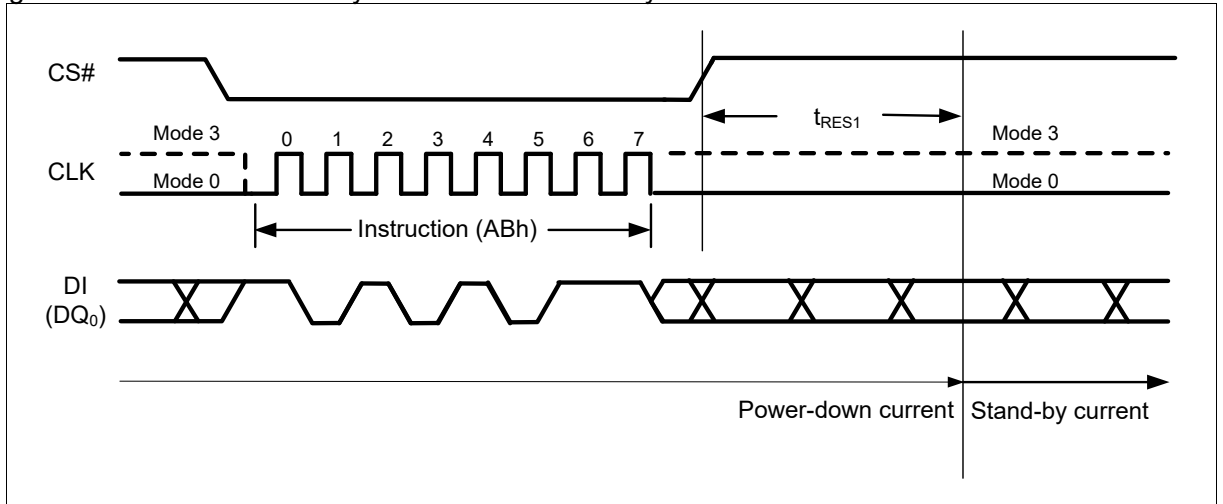 CS#
t_RES1
Mode 3 0 1 2 3 4 5 6 7 Mode 3
CLK
Mode 0 Mode 0
Instruction (ABh)
DI
(DQ₀)
Power-down current Stand-by current